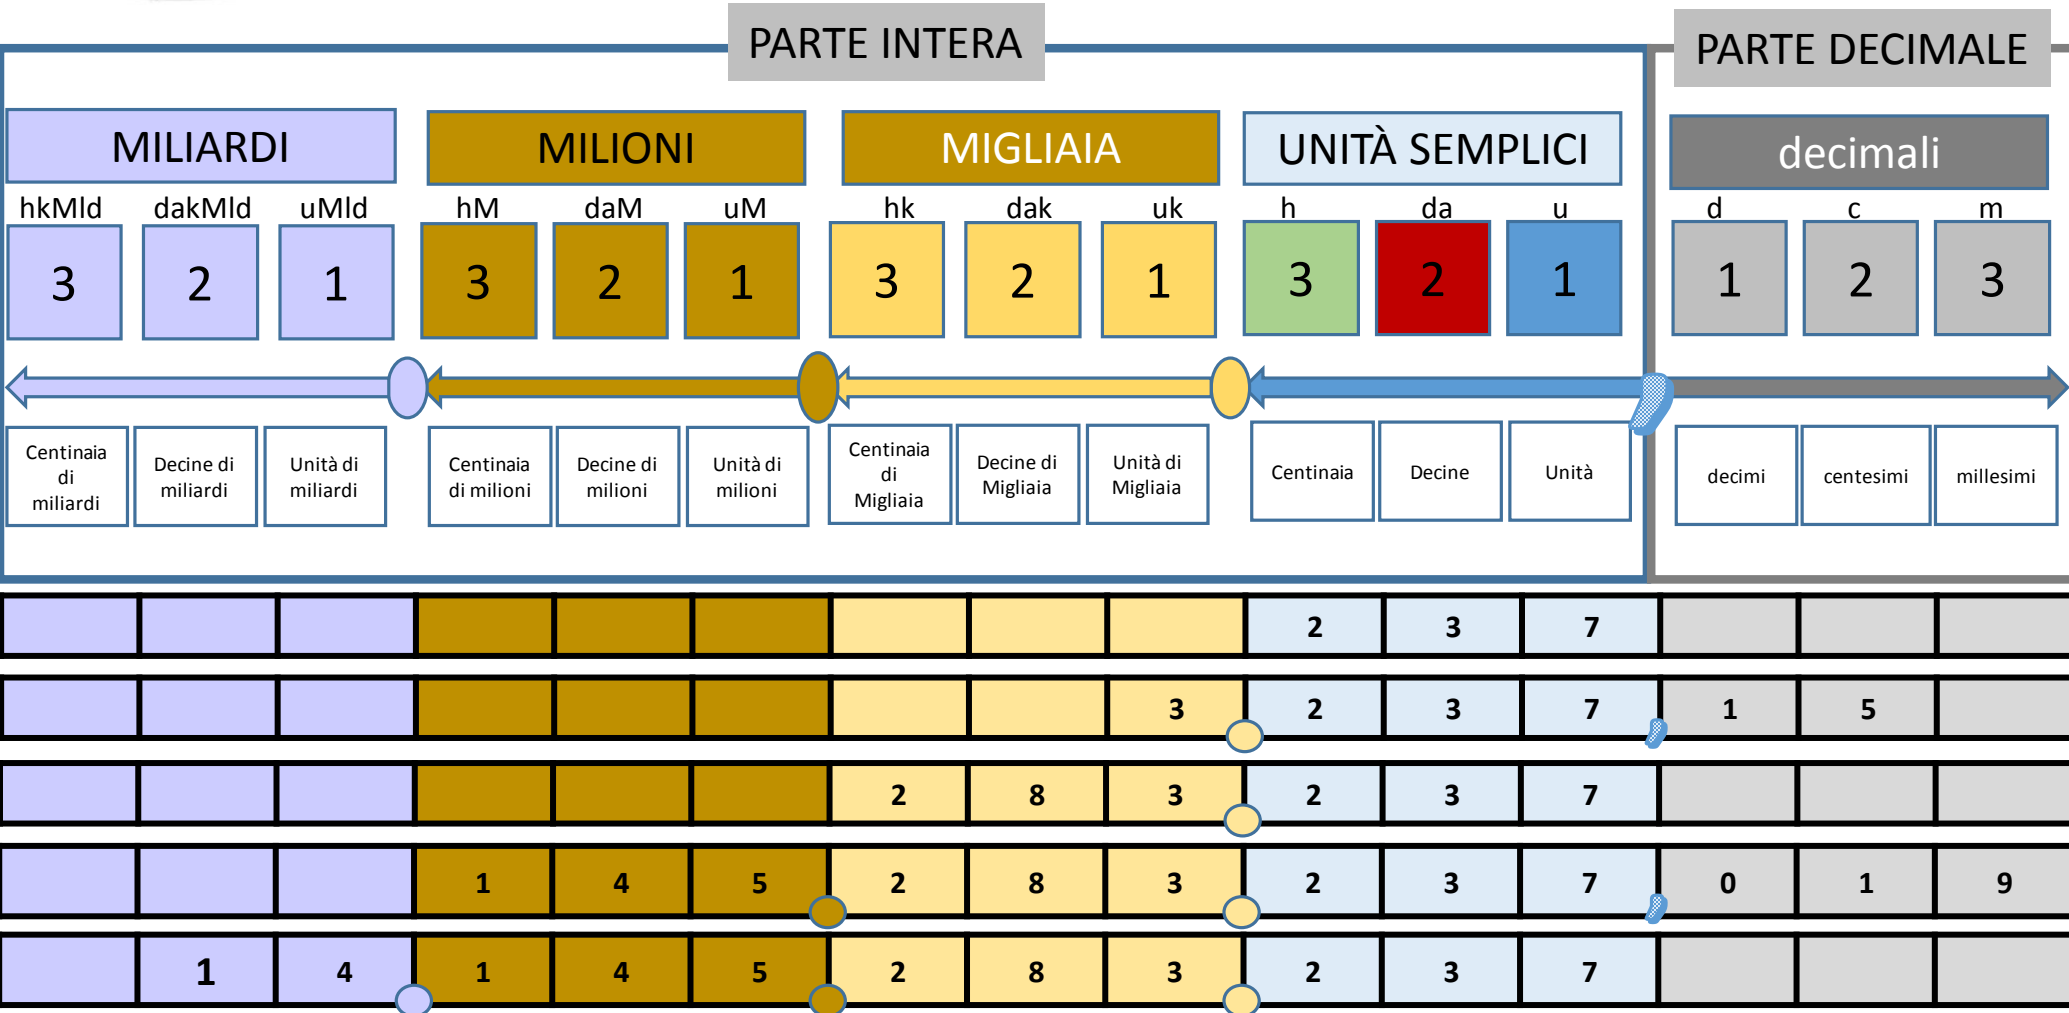 PARTE INTERA
PARTE DECIMALE
MILIARDI
MILIONI
MIGLIAIA
UNITÀ SEMPLICI
decimali
hkMld dakMld uMld hM daM uM hk dak uk h da u d c m
3 2 1 3 2 1 3 2 1 3 2 1 1 2 3
Centinaia
di
miliardi
Decine di
miliardi
Unità di
miliardi
Centinaia
di milioni
Decine di
milioni
Unità di
milioni
Centinaia
di
Migliaia
Decine di
Migliaia
Unità di
Migliaia
Centinaia
Decine
Unità
decimi
centesimi
millesimi
2 3 7
3 2 3 7 , 1 5
2 8 3 2 3 7
1 4 5 2 8 3 2 3 7 , 0 1 9
1 4 1 4 5 2 8 3 2 3 7